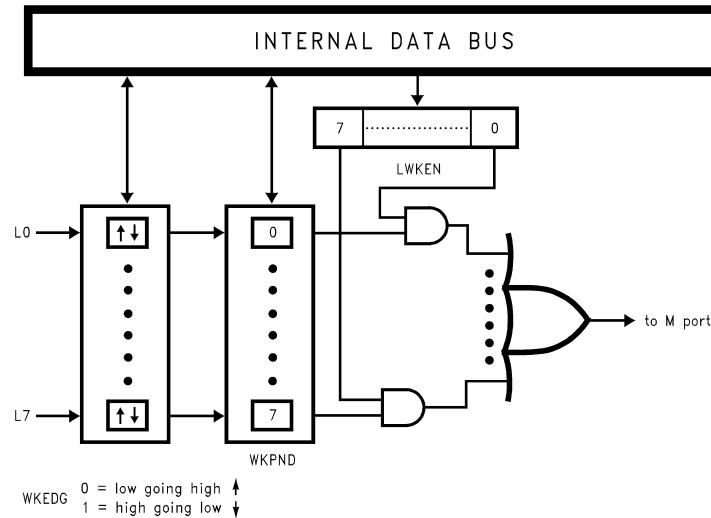 INTERNAL DATA BUS
7 0
LWKEN
L0
0
to M port
L7
7
WKPND
WKEDG
0 = low going high
1 = high going low